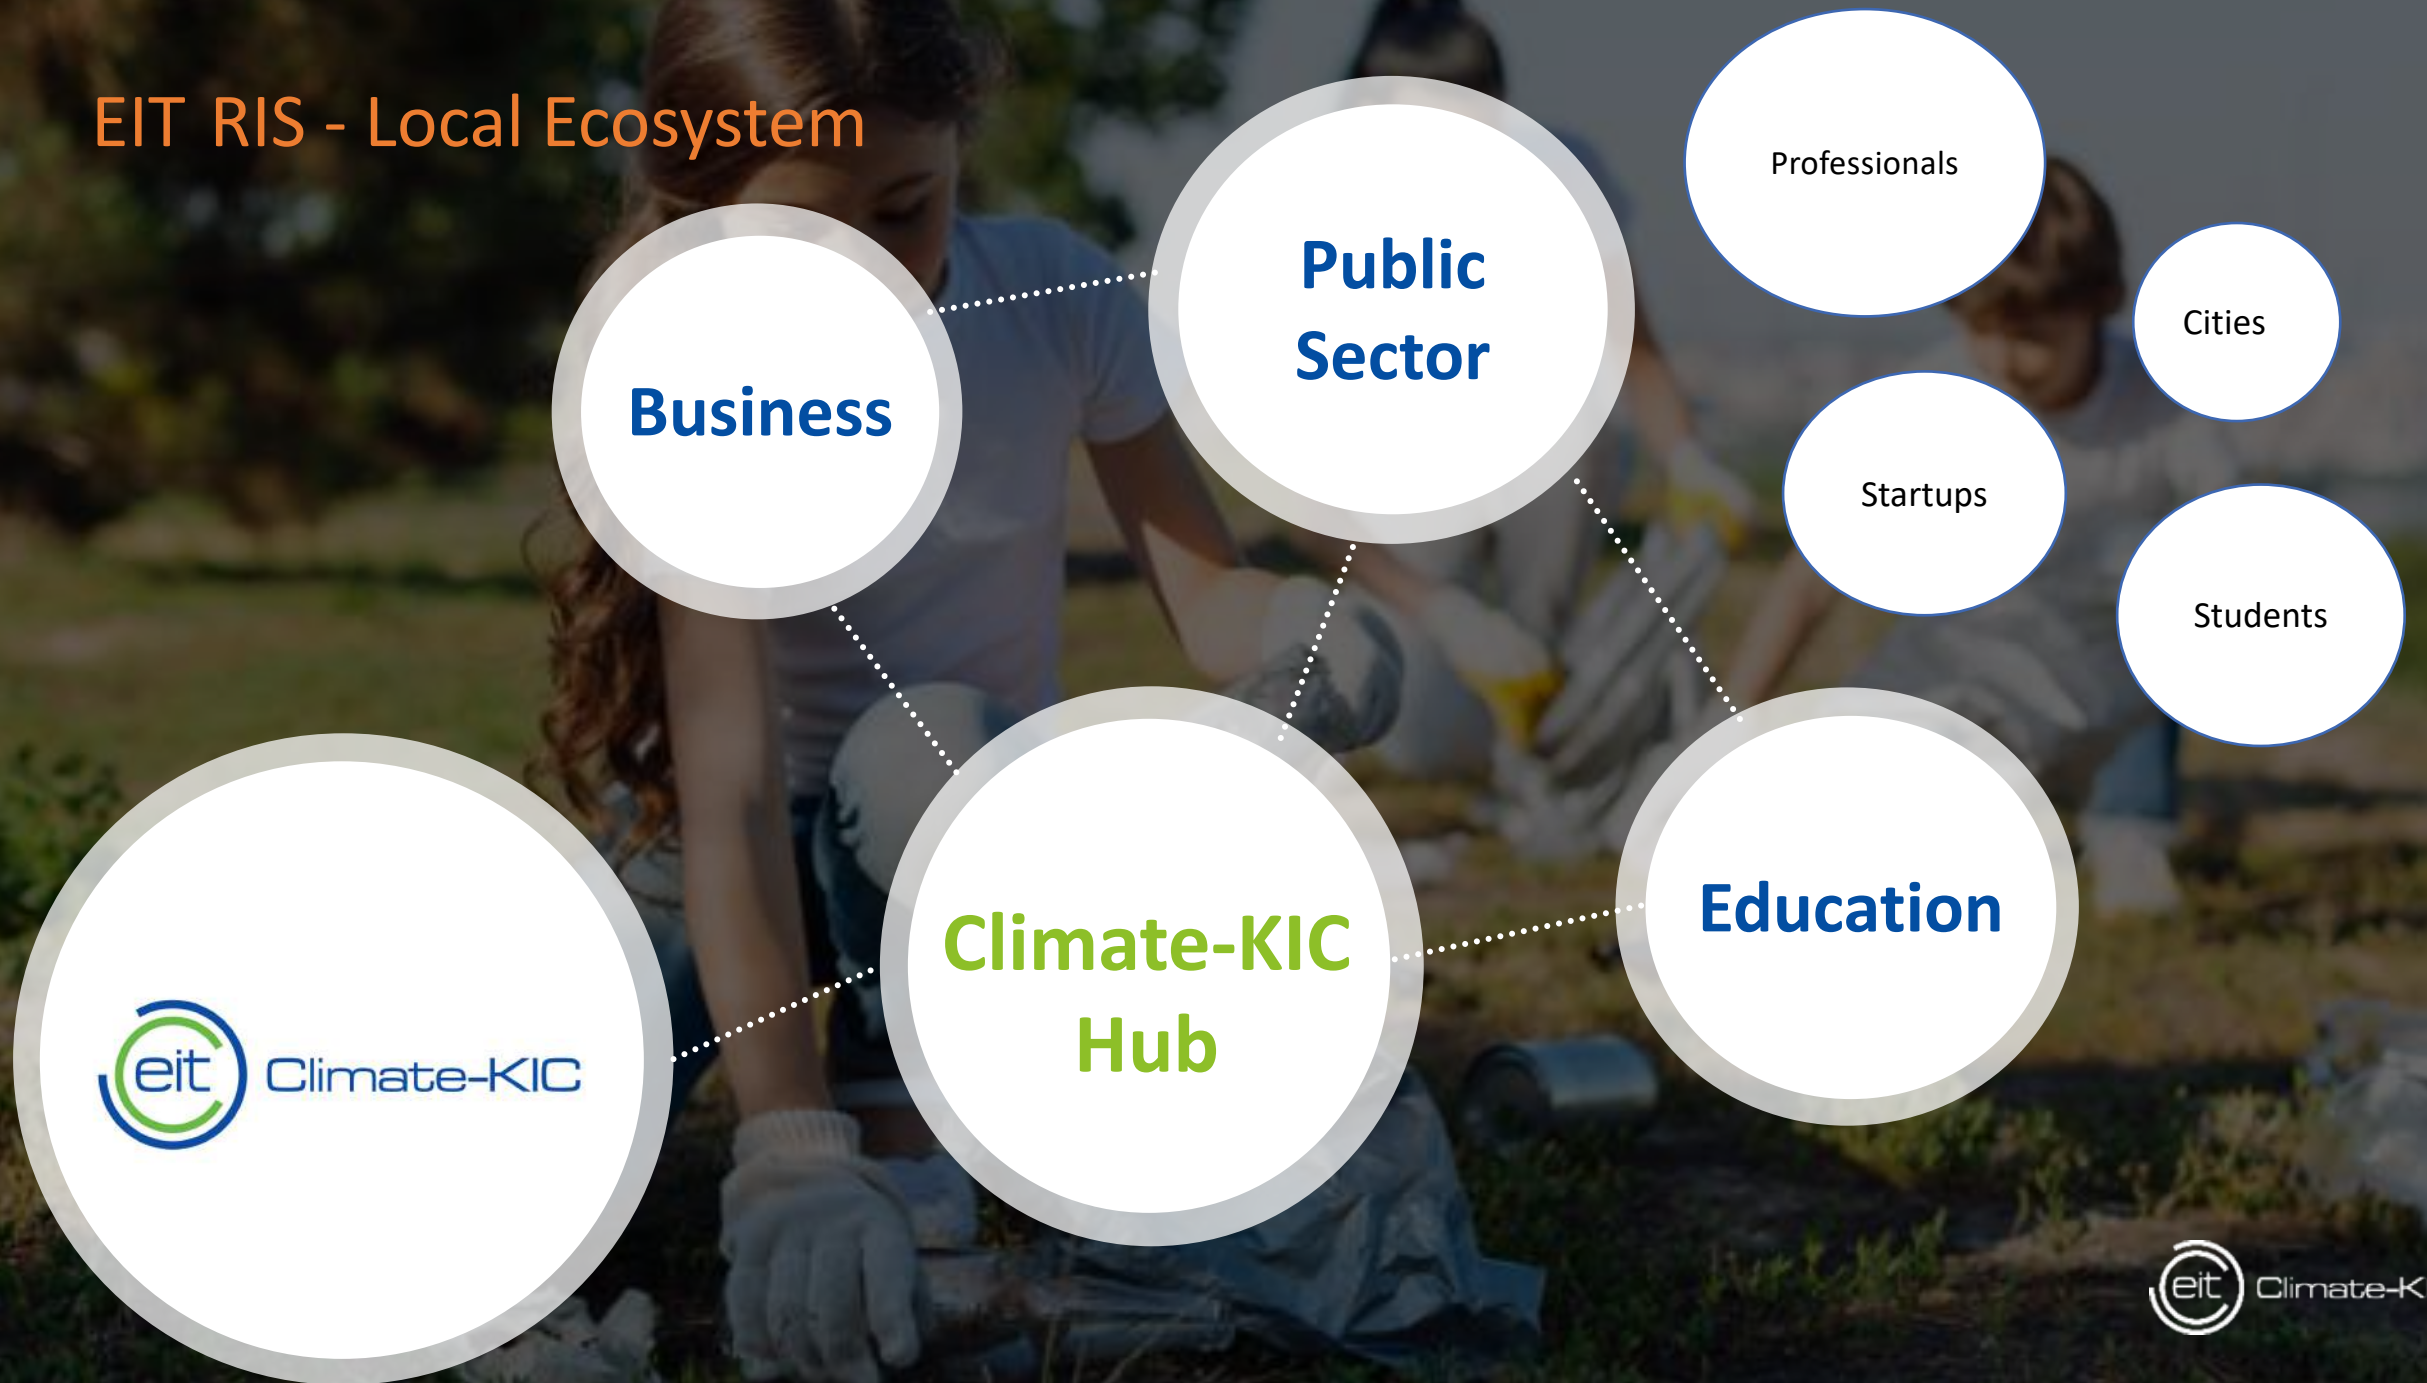 EIT RIS - Local Ecosystem
Professionals
Public
Sector
Cities
Business
Startups
Students
Climate-KIC
Hub
Education
eit Climate-KIC
eit Climate-K